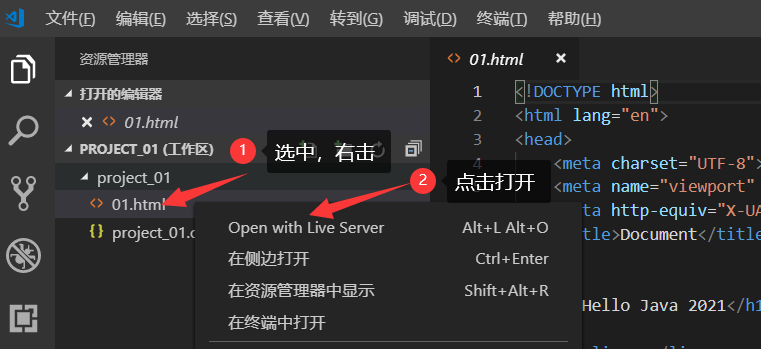 文件(F) 编辑(E) 选择(S) 查看(V) 转到(G) 调试(D) 终端(T) 帮助(H)
资源管理器
打开的编辑器
01.html
PROJECT_01 (工作区)
project_01
01.html
project_01.c
1
选中，右击
2
点击打开
Open with Live Server Alt+L Alt+O
在侧边打开 Ctrl+Enter
在资源管理器中显示 Shift+Alt+R
在终端中打开
01.html
1 <!DOCTYPE html>
2 <html lang="en">
3 <head>
4 <meta charset="UTF-8">
<meta name="viewport"
ta http-equiv="X-UA
tle>Document</title
Hello Java 2021</h1